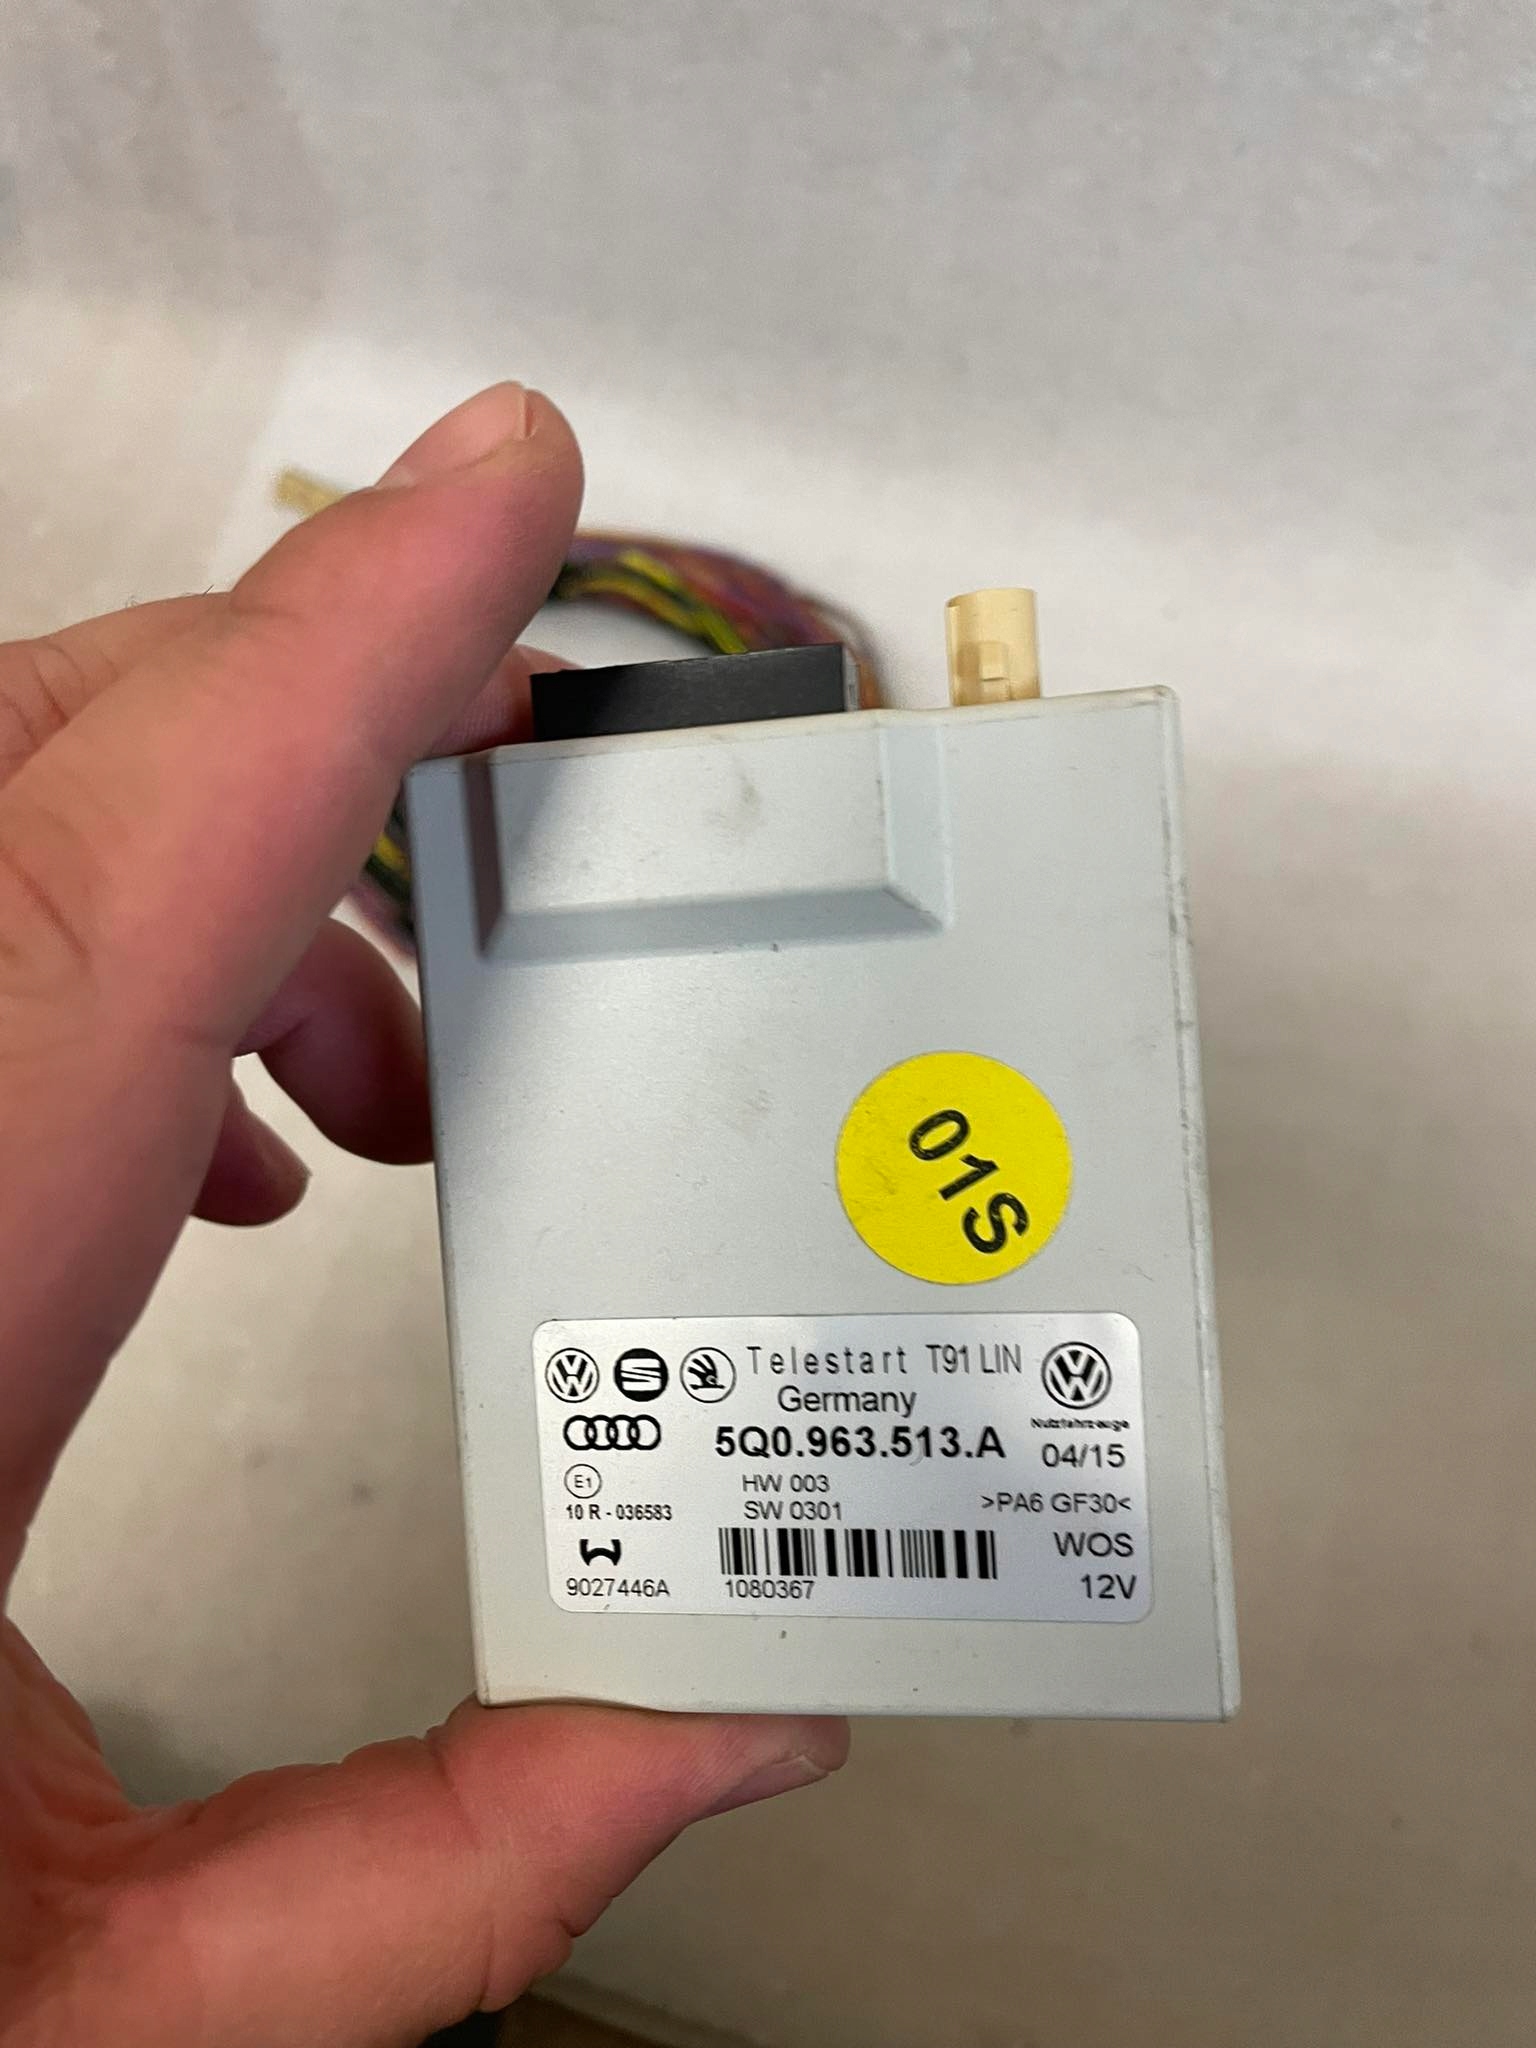 01S
Telestart T91 LIN
Germany
Nutzfahrzeuge
5Q0.963.513.A
04/15
E1
HW 003
10 R - 036583
SW 0301
>PA6 GF30<
WOS
9027446A
1080367
12V